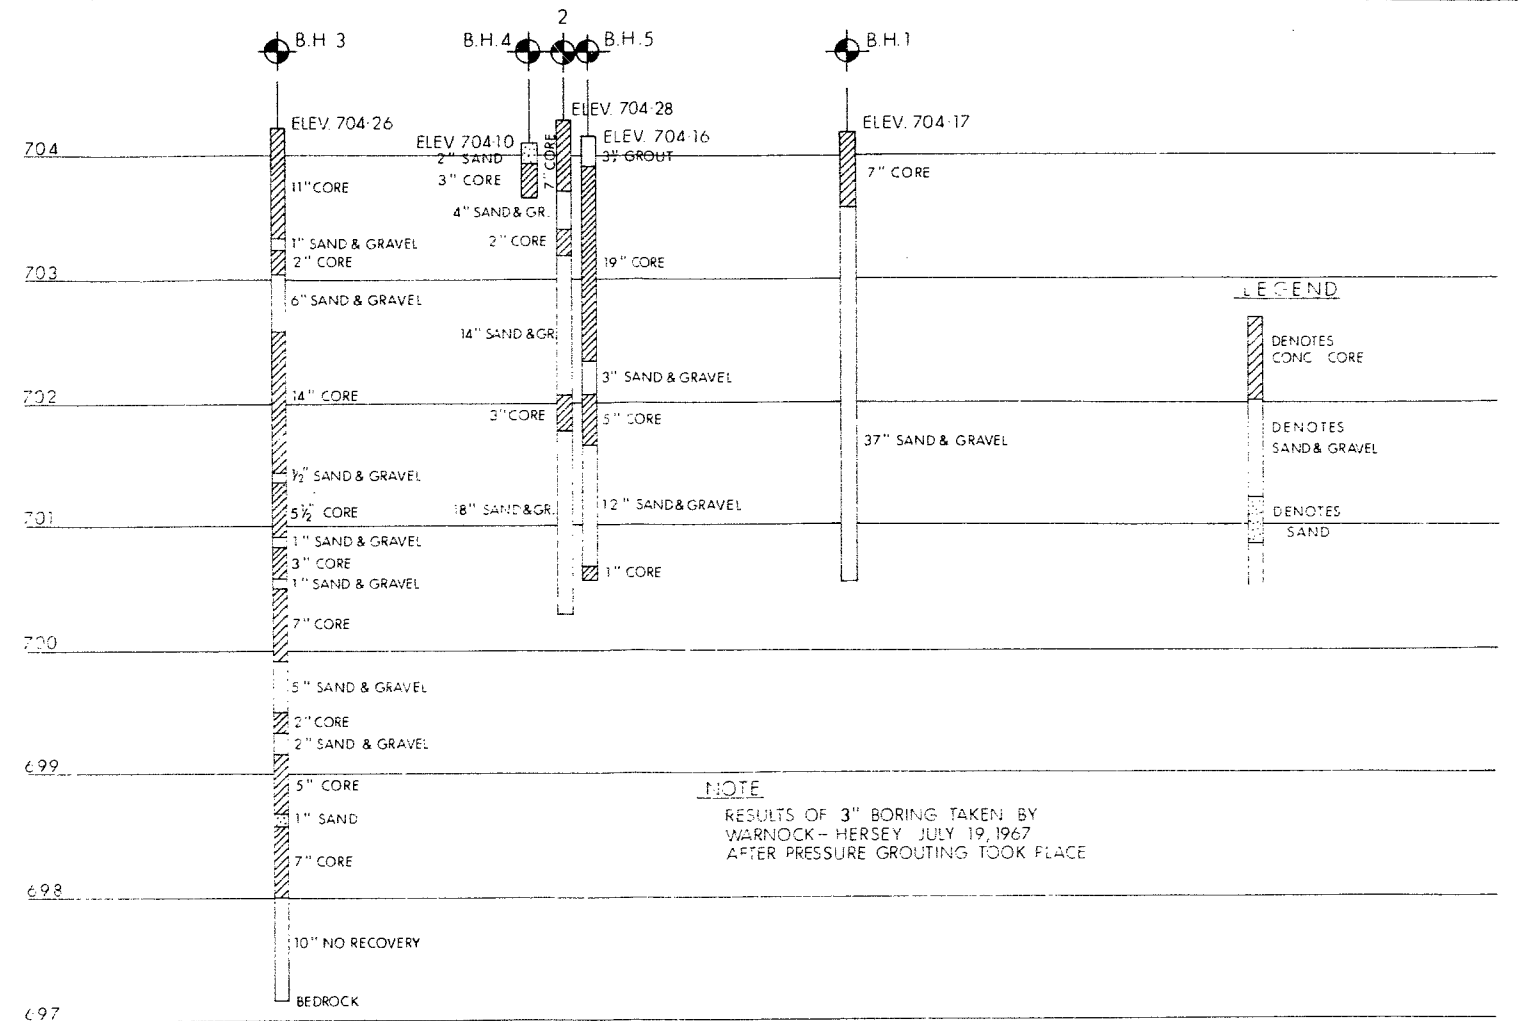 2
B.H 3
B.H.4
B.H.5
B.H.1
ELEV. 704·26
ELEV 704·10
ELEV. 704·28
ELEV. 704·16
ELEV. 704·17
704
2" SAND
3" CORE
7" CORE
3" GROUT
7" CORE
11" CORE
4" SAND & GR.
1" SAND & GRAVEL
2" CORE
2" CORE
19" CORE
703
6" SAND & GRAVEL
14" SAND & GR.
3" SAND & GRAVEL
702
14" CORE
3" CORE
5" CORE
37" SAND & GRAVEL
½" SAND & GRAVEL
5½" CORE
18" SAND & GR.
12" SAND & GRAVEL
701
1" SAND & GRAVEL
3" CORE
1" SAND & GRAVEL
1" CORE
7" CORE
700
5" SAND & GRAVEL
2" CORE
2" SAND & GRAVEL
699
5" CORE
1" SAND
7" CORE
698
10" NO RECOVERY
BEDROCK
697
LEGEND
DENOTES
CONC CORE
DENOTES
SAND & GRAVEL
DENOTES
SAND
NOTE
RESULTS OF 3" BORING TAKEN BY
WARNOCK - HERSEY JULY 19, 1967
AFTER PRESSURE GROUTING TOOK PLACE